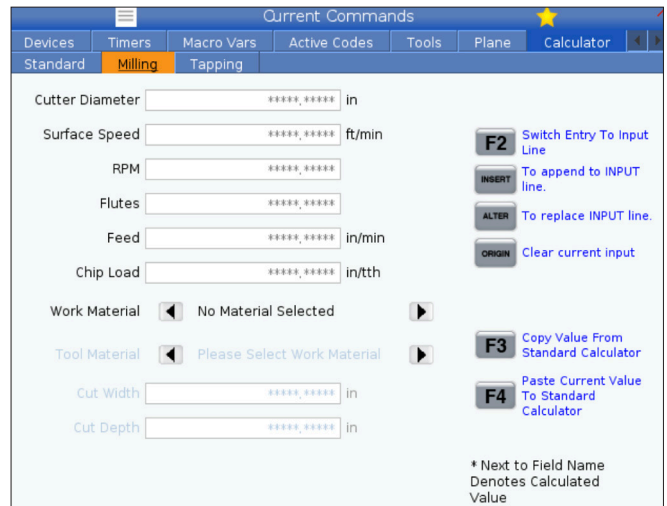 Current Commands
Devices Timers Macro Vars Active Codes Tools Plane Calculator
Standard Milling Tapping
Cutter Diameter *****.***** in
Surface Speed *****.***** ft/min
RPM *****.*****
Flutes *****.*****
Feed *****.***** in/min
Chip Load *****.***** in/tth
Work Material No Material Selected
Tool Material Please Select Work Material
Cut Width *****.***** in
Cut Depth *****.***** in
F2 Switch Entry To Input
Line
INSERT To append to INPUT
line.
ALTER To replace INPUT line.
ORIGIN Clear current input
F3 Copy Value From
Standard Calculator
F4 Paste Current Value
To Standard
Calculator
* Next to Field Name
Denotes Calculated
Value